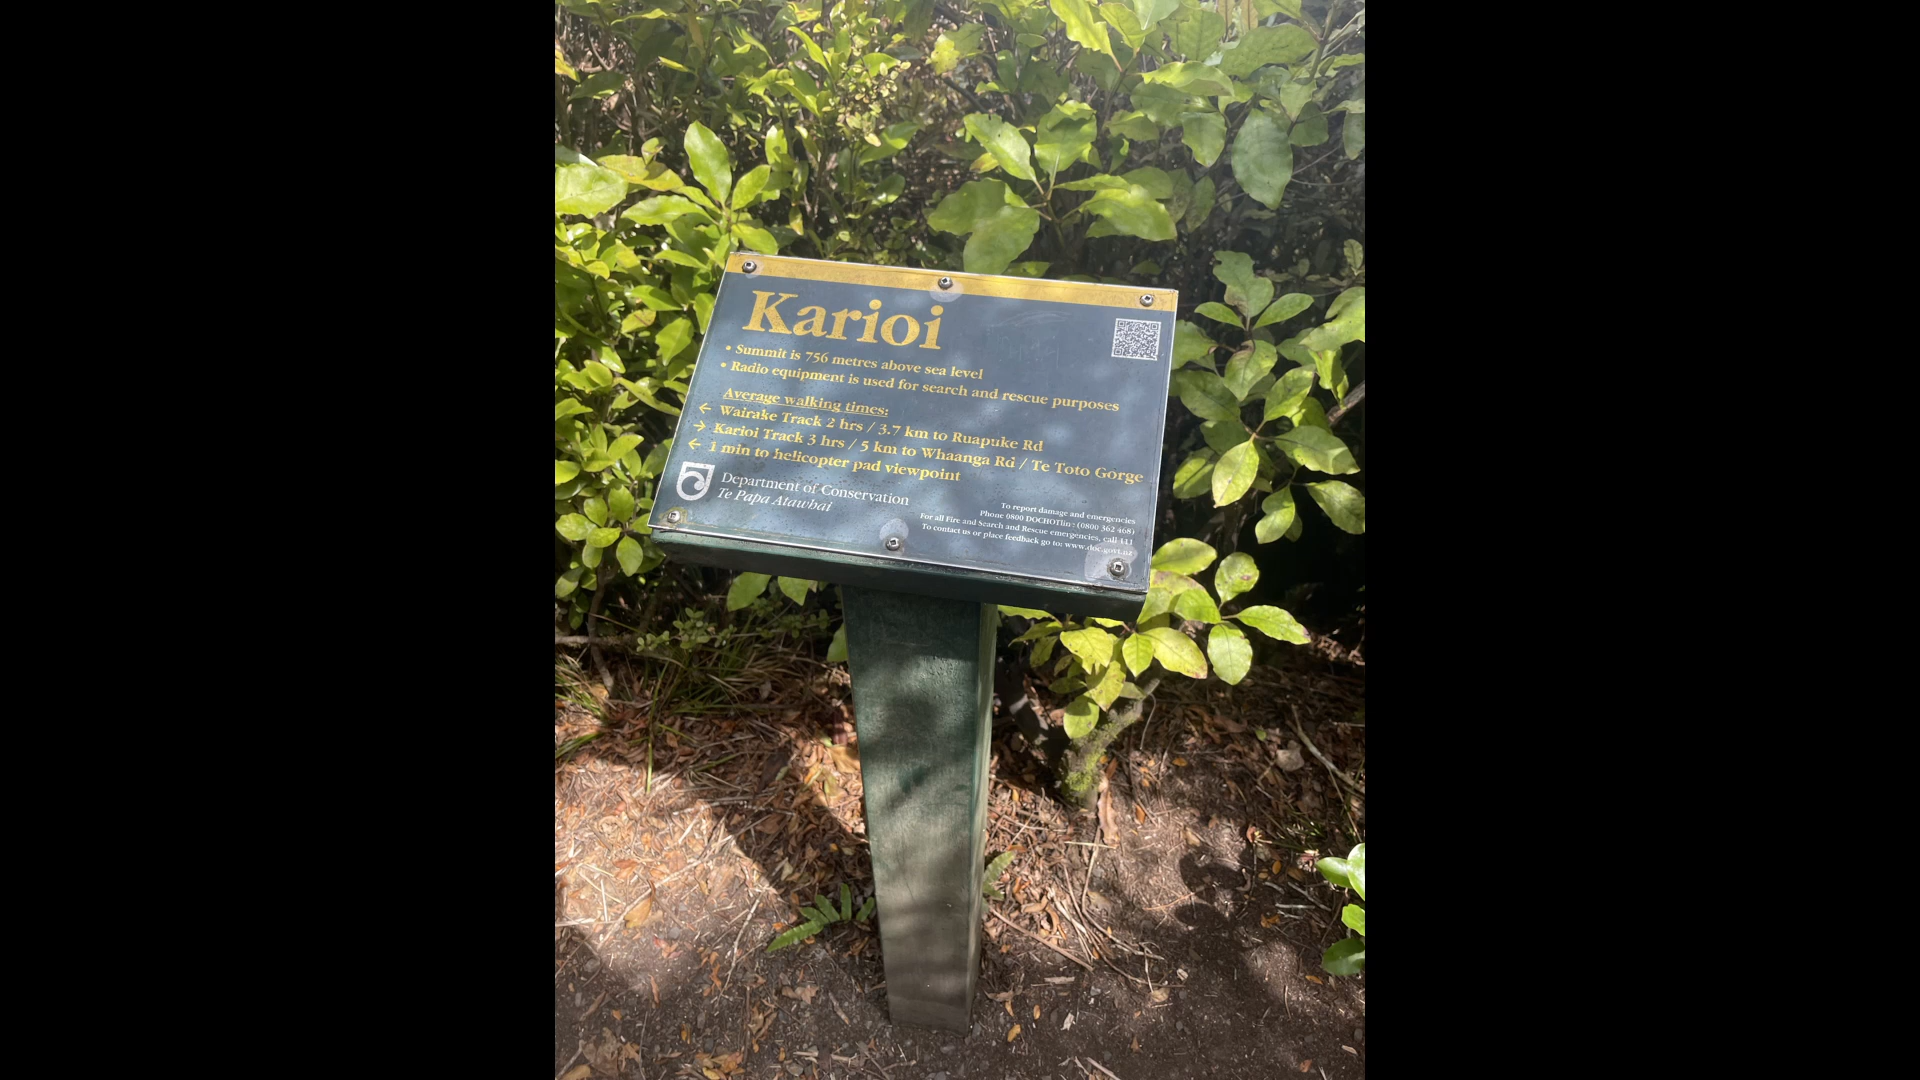 Karioi
• Summit is 756 metres above sea level
• Radio equipment is used for search and rescue purposes
Average walking times:
← Wairake Track 2 hrs / 3.7 km to Ruapuke Rd
→ Karioi Track 3 hrs / 5 km to Whaanga Rd / Te Toto Gorge
← 1 min to helicopter pad viewpoint
Department of Conservation
Te Papa Atawhai
To report damage and emergencies
Phone 0800 DOCHOTline (0800 362 468)
For all Fire and Search and Rescue emergencies, call 111
To contact us or place feedback go to: www.doc.govt.nz